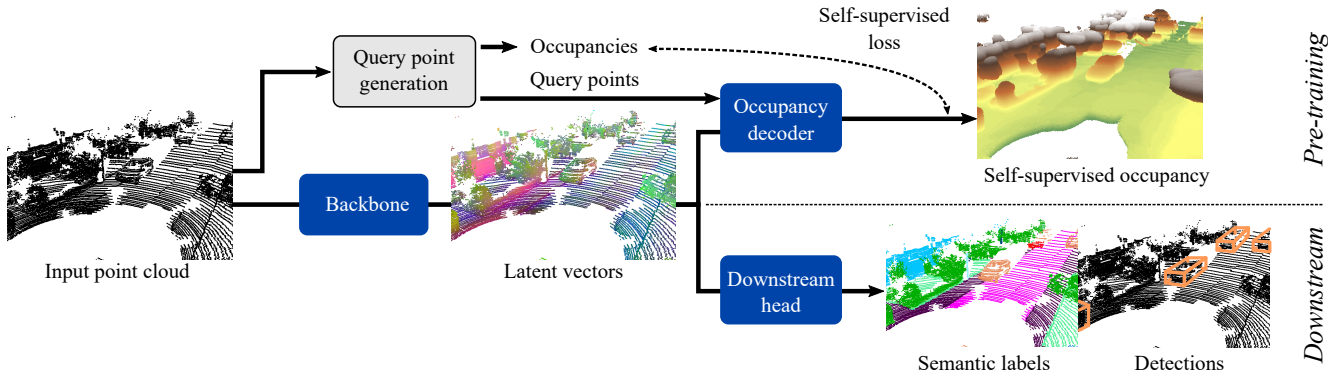 Self-supervised
loss
Query point
generation
Occupancies
Query points
Occupancy
decoder
Self-supervised occupancy
Pre-training
Backbone
Input point cloud
Latent vectors
Downstream
head
Semantic labels
Detections
Downstream